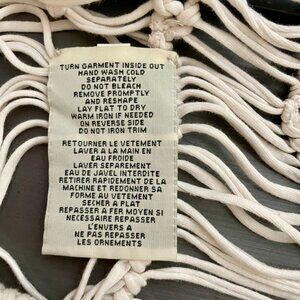 TURN GARMENT INSIDE OUT
HAND WASH COLD
SEPARATELY
DO NOT BLEACH
REMOVE PROMPTLY
AND RESHAPE
LAY FLAT TO DRY
WARM IRON IF NEEDED
ON REVERSE SIDE
DO NOT IRON TRIM
RETOURNER LE VETEMENT
LAVER A LA MAIN EN
EAU FROIDE
LAVER SEPAREMENT
EAU DE JAVEL INTERDITE
RETIRER RAPIDEMENT DE LA
MACHINE ET REDONNER SA
FORME AU VETEMENT
SECHER A PLAT
REPASSER A FER MOYEN SI
NECESSAIRE REPASSER
L'ENVERS A
NE PAS REPASSER
LES ORNEMENTS